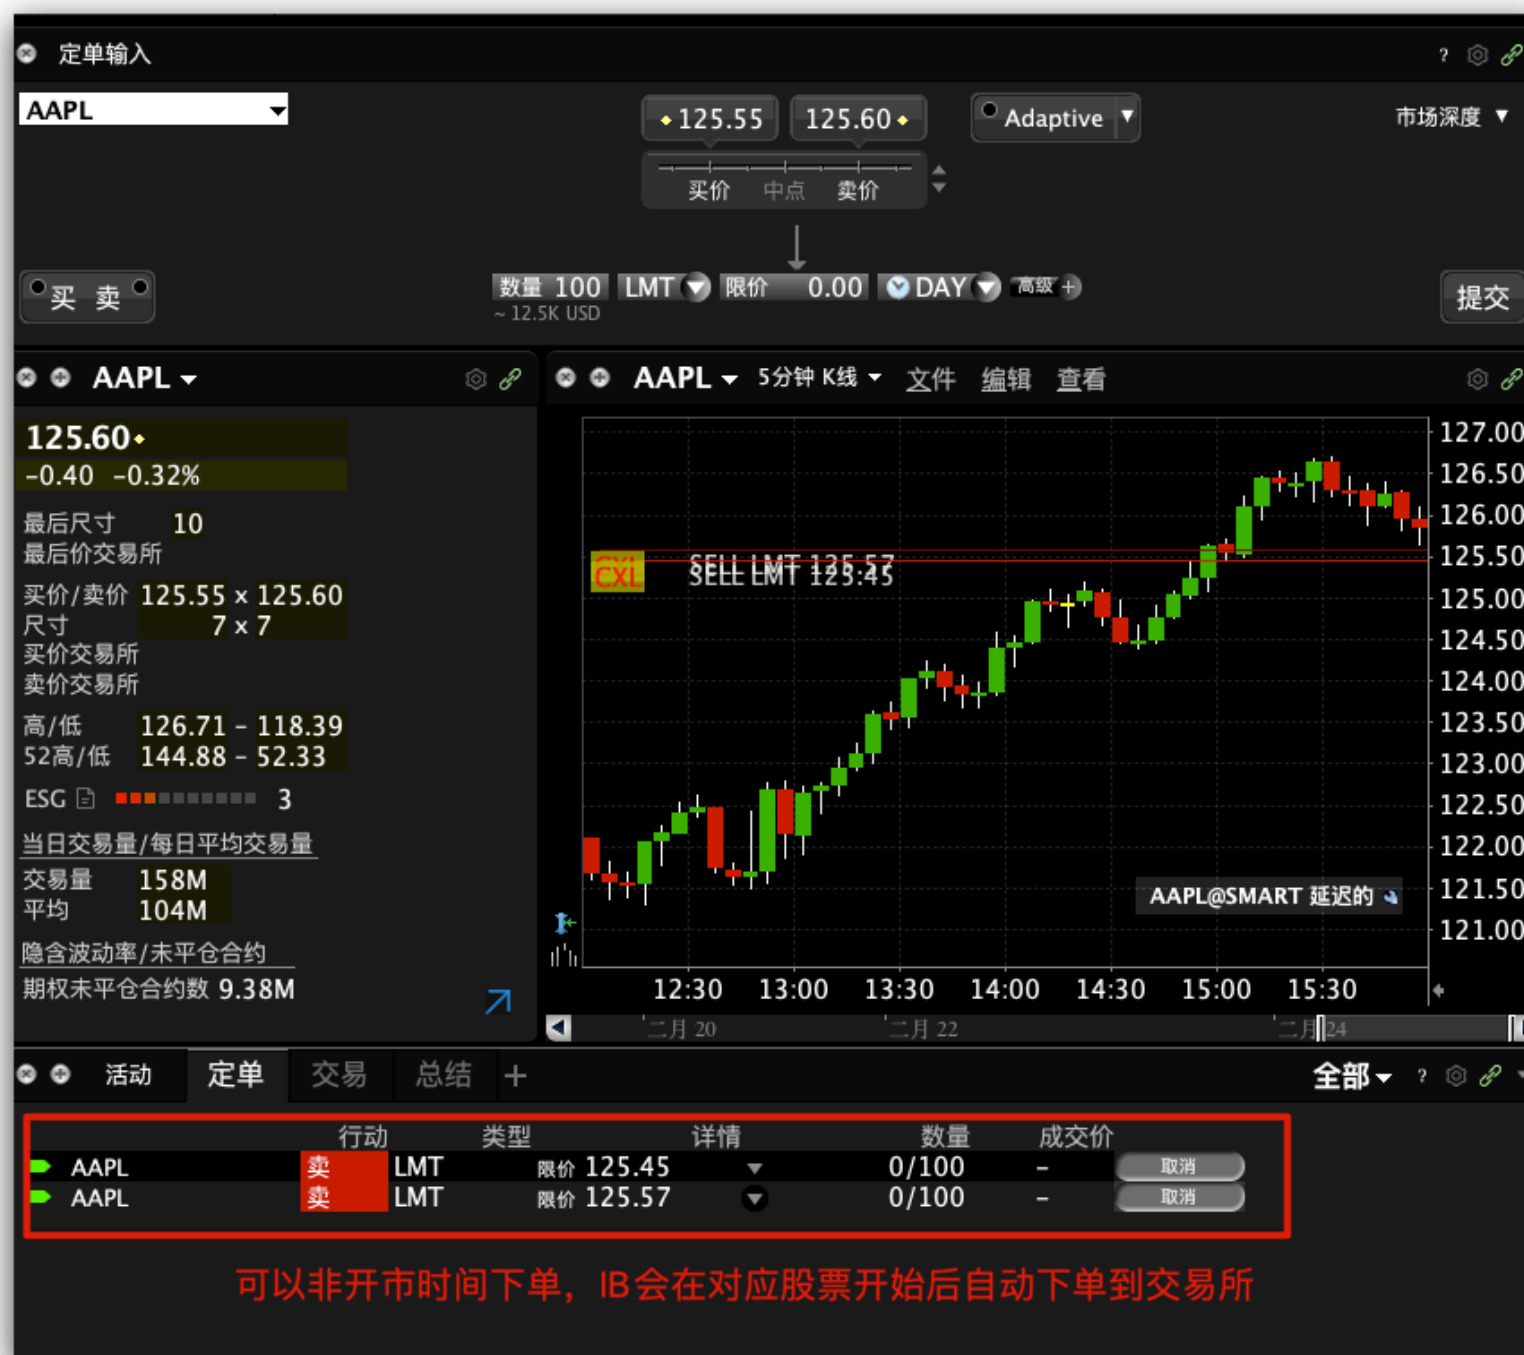 定单输入
?
AAPL
125.55 125.60 Adaptive 市场深度
买价 中点 卖价
买 卖 数量 100 LMT 限价 0.00 DAY 高级 + 提交
~ 12.5K USD
AAPL
125.60
-0.40 -0.32%
最后尺寸 10
最后价交易所
买价/卖价 125.55 x 125.60
尺寸 7 x 7
买价交易所
卖价交易所
高/低 126.71 - 118.39
52高/低 144.88 - 52.33
ESG 3
当日交易量/每日平均交易量
交易量 158M
平均 104M
隐含波动率/未平仓合约
期权未平仓合约数 9.38M
AAPL 5分钟 K线 文件 编辑 查看
127.00
126.50
126.00
125.50
125.00
124.50
124.00
123.50
123.00
122.50
122.00
121.50
121.00
CXL SELL LMT 125.57
CXL SELL LMT 125.45
AAPL@SMART 延迟的
12:30 13:00 13:30 14:00 14:30 15:00 15:30
二月 20 二月 22 二月 24
活动 定单 交易 总结 + 全部 ?
行动 类型 详情 数量 成交价
AAPL 卖 LMT 限价 125.45 0/100 - 取消
AAPL 卖 LMT 限价 125.57 0/100 - 取消
可以非开市时间下单，IB会在对应股票开始后自动下单到交易所